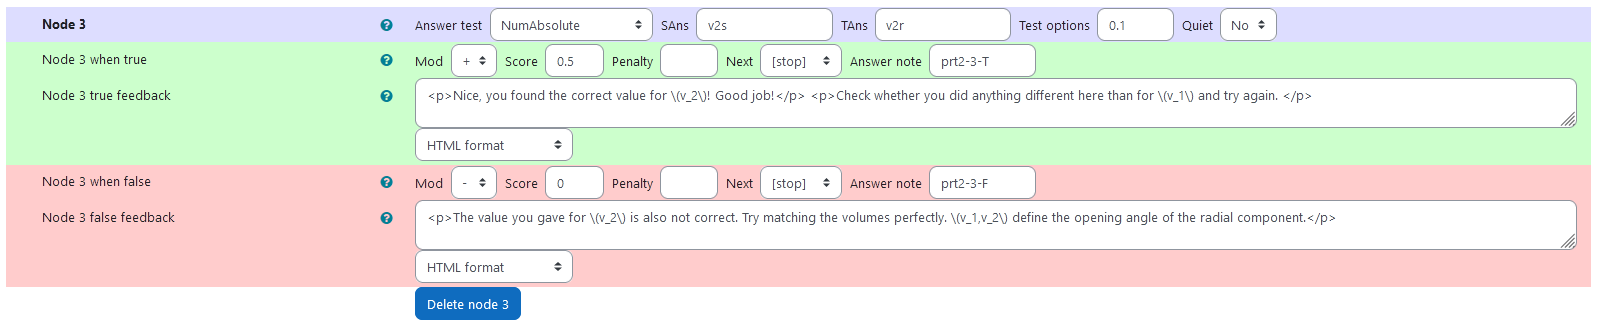 Node 3 Answer test NumAbsolute SAns v2s TAns v2r Test options 0.1 Quiet No
Node 3 when true Mod + Score 0.5 Penalty Next [stop] Answer note prt2-3-T
Node 3 true feedback <p>Nice, you found the correct value for \(v_2\)! Good job!</p> <p>Check whether you did anything different here than for \(v_1\) and try again. </p>
HTML format
Node 3 when false Mod - Score 0 Penalty Next [stop] Answer note prt2-3-F
Node 3 false feedback <p>The value you gave for \(v_2\) is also not correct. Try matching the volumes perfectly. \(v_1,v_2\) define the opening angle of the radial component.</p>
HTML format
Delete node 3